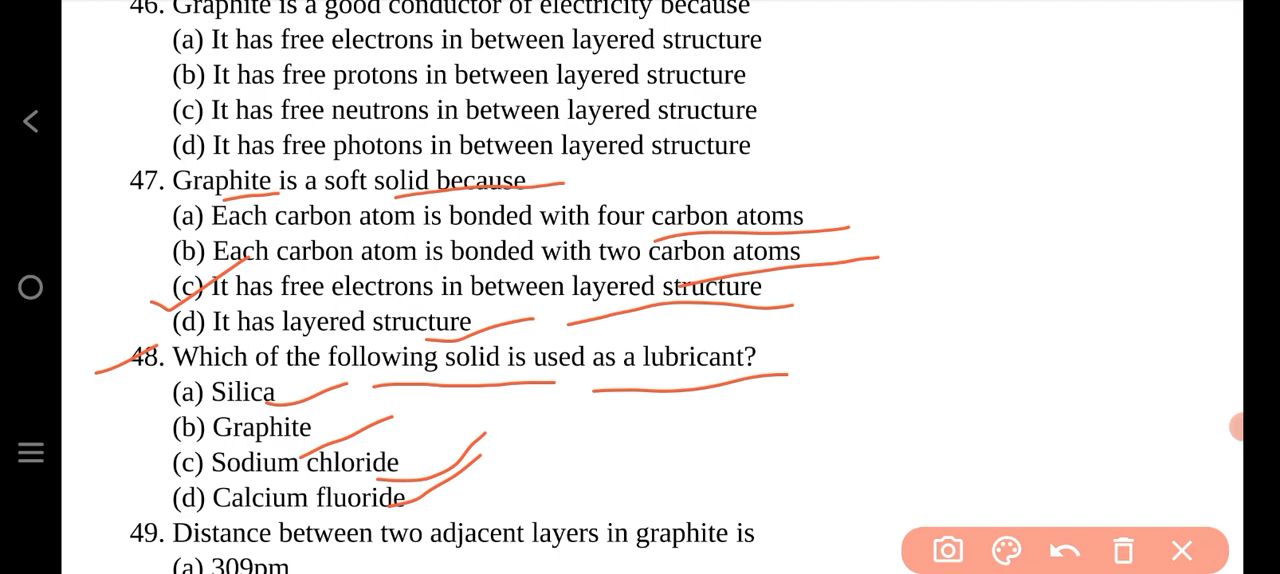 46. Graphite is a good conductor of electricity because
(a) It has free electrons in between layered structure
(b) It has free protons in between layered structure
(c) It has free neutrons in between layered structure
(d) It has free photons in between layered structure
47. Graphite is a soft solid because
(a) Each carbon atom is bonded with four carbon atoms
(b) Each carbon atom is bonded with two carbon atoms
(c) It has free electrons in between layered structure
(d) It has layered structure
48. Which of the following solid is used as a lubricant?
(a) Silica
(b) Graphite
(c) Sodium chloride
(d) Calcium fluoride
49. Distance between two adjacent layers in graphite is
(a) 309pm